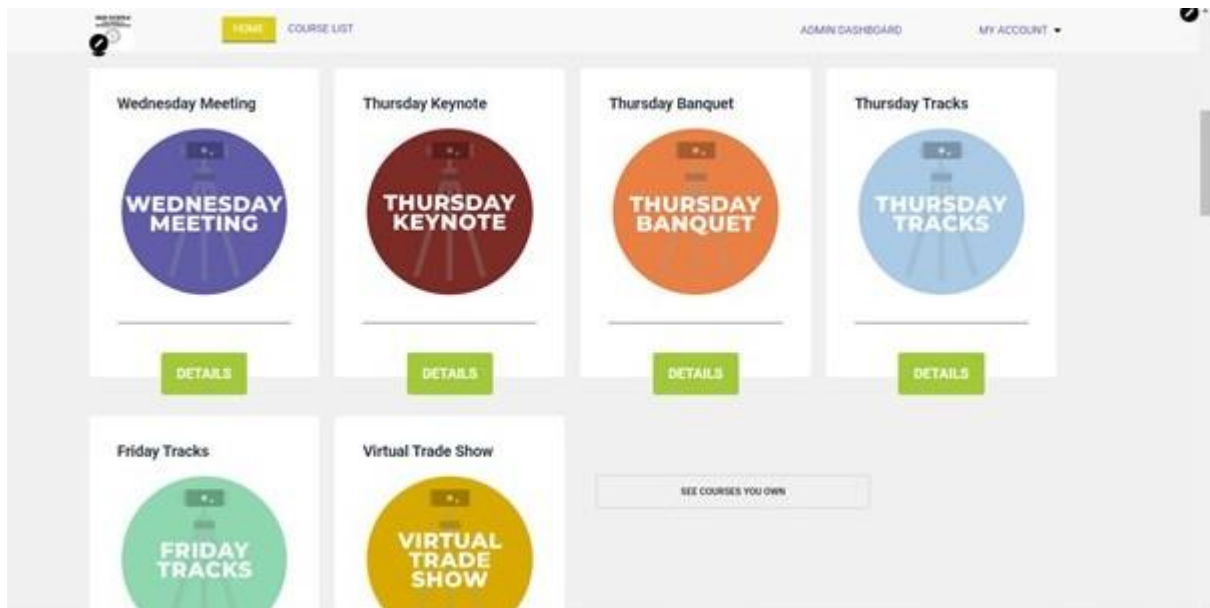 HOME
COURSE LIST
ADMIN DASHBOARD
MY ACCOUNT
Wednesday Meeting
Thursday Keynote
Thursday Banquet
Thursday Tracks
WEDNESDAY
MEETING
THURSDAY
KEYNOTE
THURSDAY
BANQUET
THURSDAY
TRACKS
DETAILS
DETAILS
DETAILS
DETAILS
Friday Tracks
Virtual Trade Show
SEE COURSES YOU OWN
FRIDAY
TRACKS
VIRTUAL
TRADE
SHOW